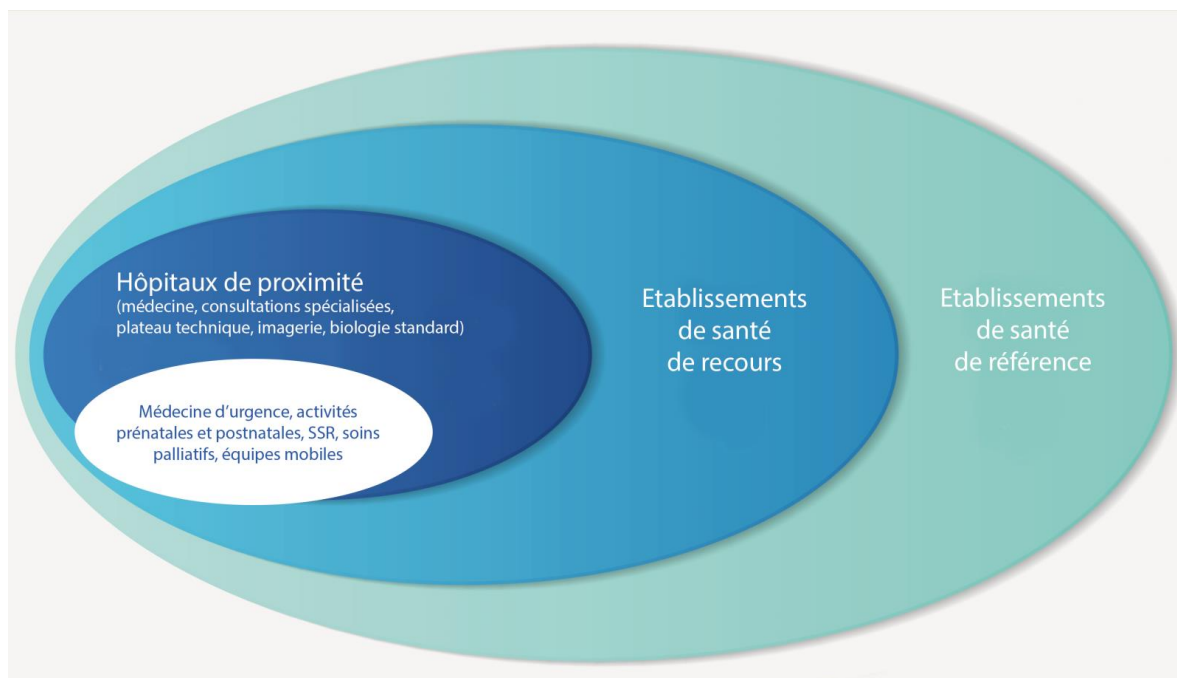 Hôpitaux de proximité
(médecine, consultations spécialisées,
plateau technique, imagerie, biologie standard)
Médecine d’urgence, activités
prénatales et postnatales, SSR, soins
palliatifs, équipes mobiles
Etablissements
de santé
de recours
Etablissements
de santé
de référence